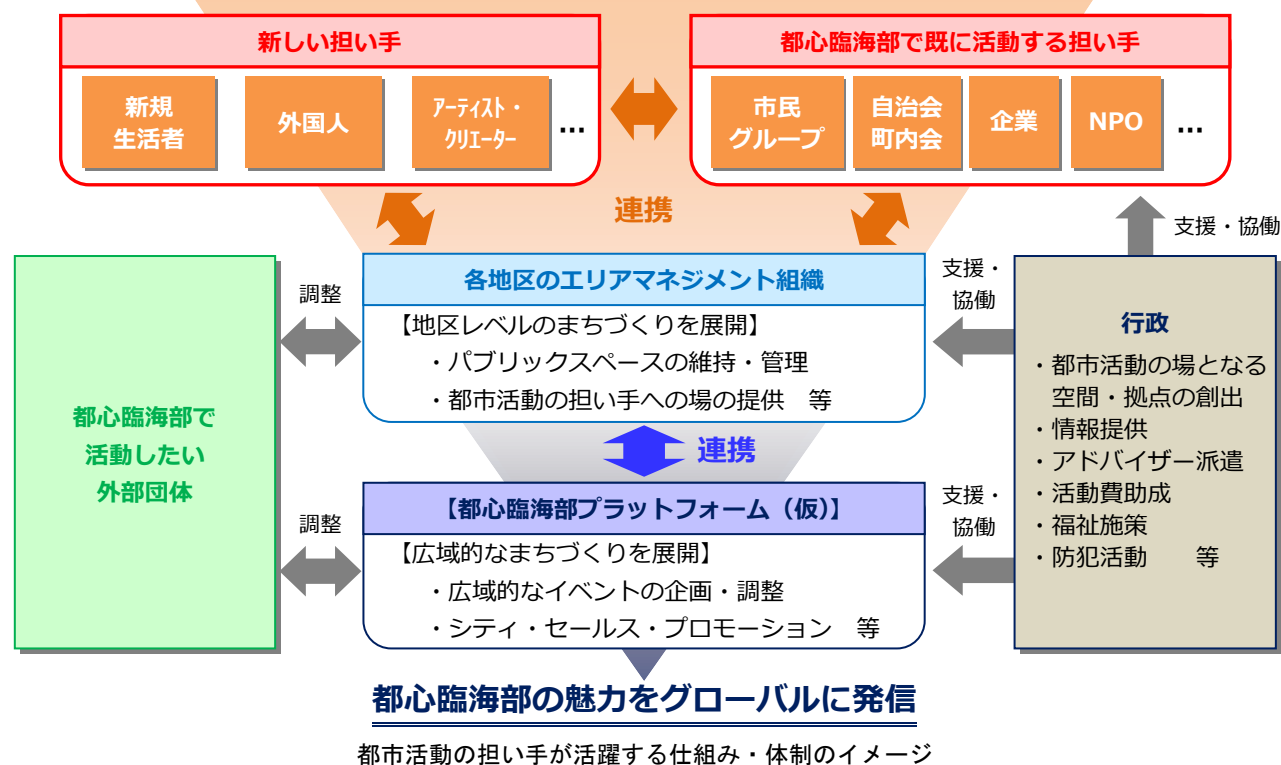 新しい担い手
新規
生活者
外国人
ｱｰﾃｨｽﾄ・
ｸﾘｴｰﾀｰ
…
都心臨海部で既に活動する担い手
市民
グループ
自治会
町内会
企業
NPO
…
連携
支援・協働
都心臨海部で
活動したい
外部団体
調整
各地区のエリアマネジメント組織
【地区レベルのまちづくりを展開】
・パブリックスペースの維持・管理
・都市活動の担い手への場の提供　等
支援・
協働
連携
調整
【都心臨海部プラットフォーム（仮）】
【広域的なまちづくりを展開】
・広域的なイベントの企画・調整
・シティ・セールス・プロモーション　等
支援・
協働
行政
・都市活動の場となる
空間・拠点の創出
・情報提供
・アドバイザー派遣
・活動費助成
・福祉施策
・防犯活動　　等
都心臨海部の魅力をグローバルに発信
都市活動の担い手が活躍する仕組み・体制のイメージ